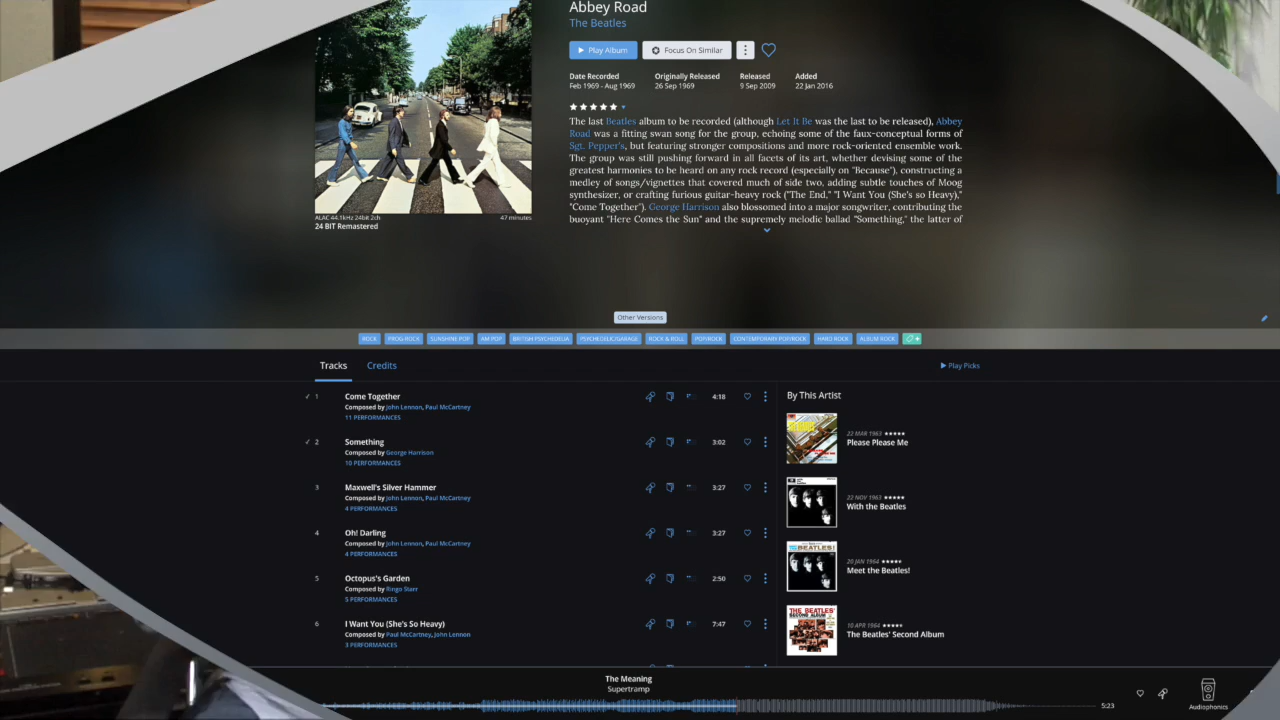 Abbey Road
The Beatles
Play Album
Focus On Similar
Date Recorded
Originally Released
Released
Added
Feb 1969 - Aug 1969
26 Sep 1969
9 Sep 2009
22 Jan 2016
The last Beatles album to be recorded (although Let It Be was the last to be released), Abbey
Road was a fitting swan song for the group, echoing some of the faux-conceptual forms of
Sgt. Pepper's, but featuring stronger compositions and more rock-oriented ensemble work.
The group was still pushing forward in all facets of its art, whether devising some of the
greatest harmonies to be heard on any rock record (especially on "Because"), constructing a
medley of songs/vignettes that covered much of side two, adding subtle touches of Moog
synthesizer, or crafting furious guitar-heavy rock ("The End," "I Want You (She's so Heavy),"
"Come Together"). George Harrison also blossomed into a major songwriter, contributing the
buoyant "Here Comes the Sun" and the supremely melodic ballad "Something," the latter of
ALAC 44.1kHz 24bit 2ch
47 minutes
24 BIT Remastered
Other Versions
ROCK
PROG-ROCK
SUNSHINE POP
AM POP
BRITISH PSYCHEDELIA
PSYCHEDELIC/GARAGE
ROCK & ROLL
POP/ROCK
CONTEMPORARY POP/ROCK
HARD ROCK
ALBUM ROCK
Tracks
Credits
Play Picks
1
Come Together
4:18
Composed by John Lennon, Paul McCartney
11 PERFORMANCES
2
Something
3:02
Composed by George Harrison
10 PERFORMANCES
3
Maxwell's Silver Hammer
3:27
Composed by John Lennon, Paul McCartney
4 PERFORMANCES
4
Oh! Darling
3:27
Composed by John Lennon, Paul McCartney
4 PERFORMANCES
5
Octopus's Garden
2:50
Composed by Ringo Starr
5 PERFORMANCES
6
I Want You (She's So Heavy)
7:47
Composed by Paul McCartney, John Lennon
3 PERFORMANCES
By This Artist
22 MAR 1963
Please Please Me
22 NOV 1963
With the Beatles
THE BEATLES!
20 JAN 1964
Meet the Beatles!
THE BEATLES'
SECOND ALBUM
10 APR 1964
The Beatles' Second Album
The Meaning
Supertramp
5:23
Audiophonics